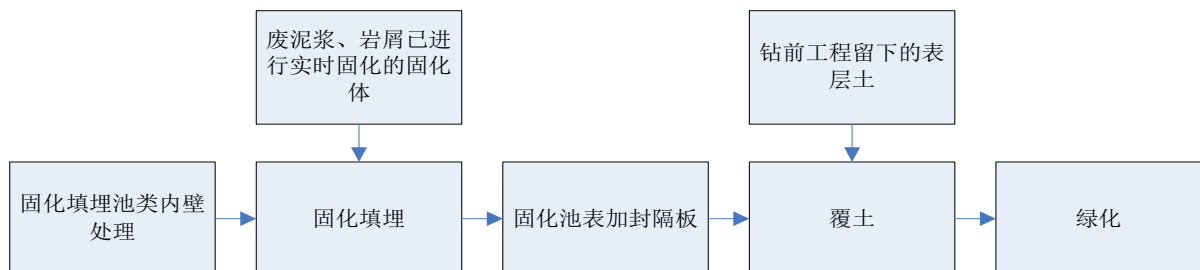 废泥浆、岩屑已进
行实时固化的固化
体
钻前工程留下的表
层土
固化填埋池类内壁
处理
固化填埋
固化池表加封隔板
覆土
绿化